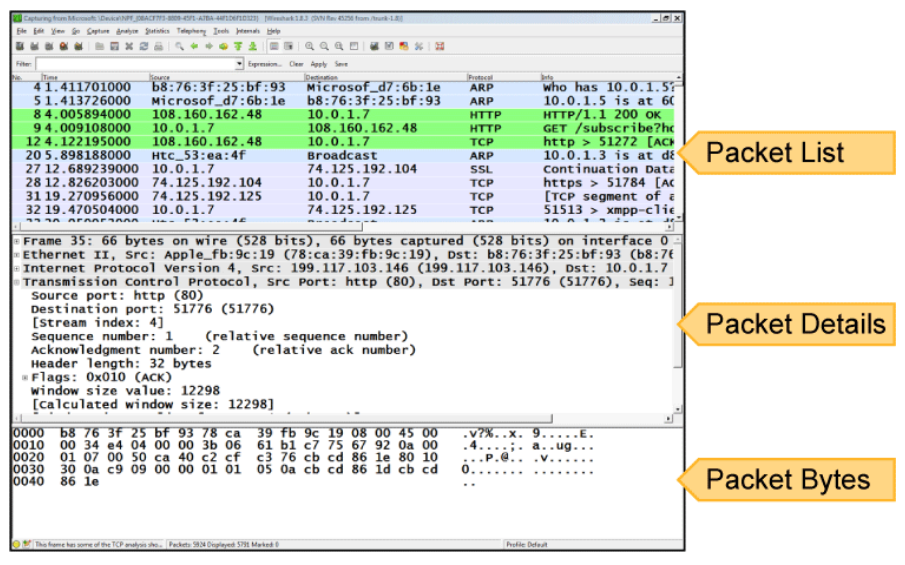 Capturing from Microsoft: \Device\NPF_{0BACF7F3-8809-45F1-A7BA-44F1D6F1D323} [Wireshark 1.8.2 (SVN Rev 45256 from /trunk-1.8)]
File Edit View Go Capture Analyze Statistics Telephony Tools Internals Help
Filter: Expression... Clear Apply Save
No. Time Source Destination Protocol Info
4 1.411701000 b8:76:3f:25:bf:93 Microsof_d7:6b:1e ARP Who has 10.0.1.5?
5 1.413726000 Microsof_d7:6b:1e b8:76:3f:25:bf:93 ARP 10.0.1.5 is at 60
8 4.005894000 108.160.162.48 10.0.1.7 HTTP HTTP/1.1 200 OK
9 4.009108000 10.0.1.7 108.160.162.48 HTTP GET /subscribe?ho
12 4.122195000 108.160.162.48 10.0.1.7 TCP http > 51272 [ACK
20 5.898188000 Htc_53:ea:4f Broadcast ARP 10.0.1.3 is at d8
27 12.689239000 10.0.1.7 74.125.192.104 SSL Continuation Data
28 12.826203000 74.125.192.104 10.0.1.7 TCP https > 51784 [AC
31 19.270956000 74.125.192.125 10.0.1.7 TCP [TCP segment of a
32 19.470504000 10.0.1.7 74.125.192.125 TCP 51513 > xmpp-clie
Packet List
Frame 35: 66 bytes on wire (528 bits), 66 bytes captured (528 bits) on interface 0
Ethernet II, Src: Apple_fb:9c:19 (78:ca:39:fb:9c:19), Dst: b8:76:3f:25:bf:93 (b8:76
Internet Protocol Version 4, Src: 199.117.103.146 (199.117.103.146), Dst: 10.0.1.7
Transmission Control Protocol, Src Port: http (80), Dst Port: 51776 (51776), Seq: 1
Source port: http (80)
Destination port: 51776 (51776)
[Stream index: 4]
Sequence number: 1 (relative sequence number)
Acknowledgment number: 2 (relative ack number)
Header length: 32 bytes
Flags: 0x010 (ACK)
Window size value: 12298
[Calculated window size: 12298]
Packet Details
0000 b8 76 3f 25 bf 93 78 ca 39 fb 9c 19 08 00 45 00 .v?%..x. 9.....E.
0010 00 34 e4 04 00 00 3b 06 61 b1 c7 75 67 92 0a 00 .4....;. a..ug...
0020 01 07 00 50 ca 40 c2 cf c3 76 cb cd 86 1e 80 10 ...P.@.. .v......
0030 30 0a c9 09 00 00 01 01 05 0a cb cd 86 1d cb cd 0....... ........
0040 86 1e ..
Packet Bytes
This frame has some of the TCP analysis sho... Packets: 5924 Displayed: 5791 Marked: 0 Profile: Default